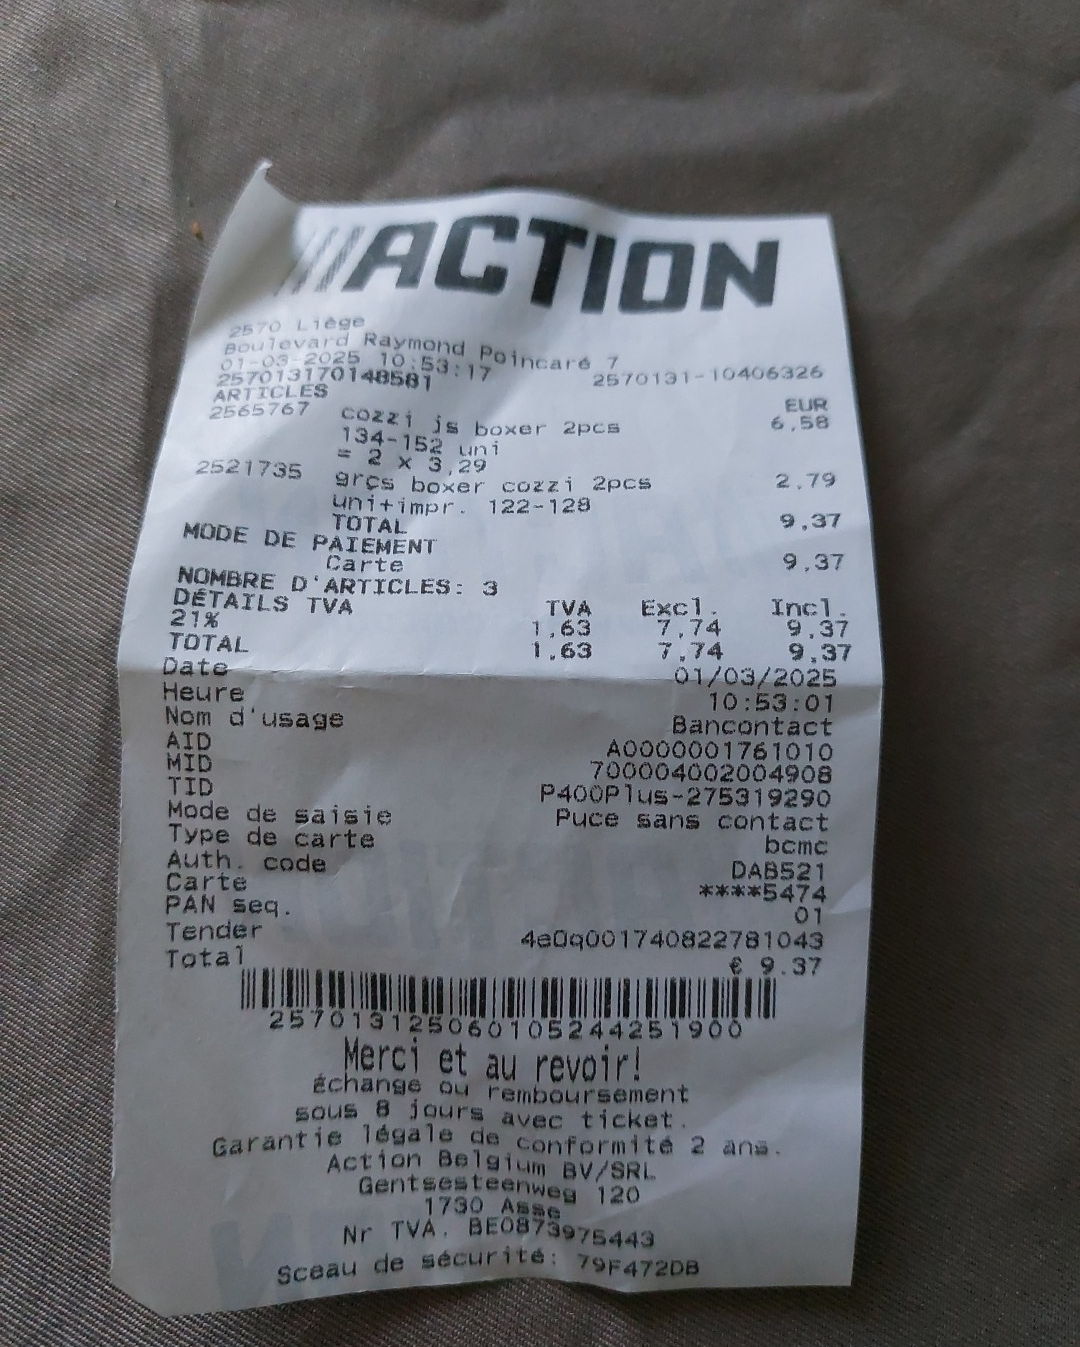 ACTION
2570 Liège
Boulevard Raymond Poincaré 7
01-03-2025 10:53:17 2570131-10406326
257013170148581
ARTICLES EUR
2565767 cozzi js boxer 2pcs 6,58
134-152 uni
= 2 x 3,29
2521735 grçs boxer cozzi 2pcs 2,79
uni+impr. 122-128
TOTAL 9,37
MODE DE PAIEMENT
Carte 9,37
NOMBRE D'ARTICLES: 3
DÉTAILS TVA TVA Excl. Incl.
21% 1,63 7,74 9,37
TOTAL 1,63 7,74 9,37
Date 01/03/2025
Heure 10:53:01
Nom d'usage Bancontact
AID A0000001761010
MID 700004002004908
TID P400Plus-275319290
Mode de saisie Puce sans contact
Type de carte bcmc
Auth. code DAB521
Carte ****5474
PAN seq. 01
Tender 4e0q001740822781043
Total € 9.37
2570131250601052442519​00
Merci et au revoir!
échange ou remboursement
sous 8 jours avec ticket.
Garantie légale de conformité 2 ans.
Action Belgium BV/SRL
Gentsesteenweg 120
1730 Asse
Nr TVA. BE0873975443
Sceau de sécurité: 79F472DB